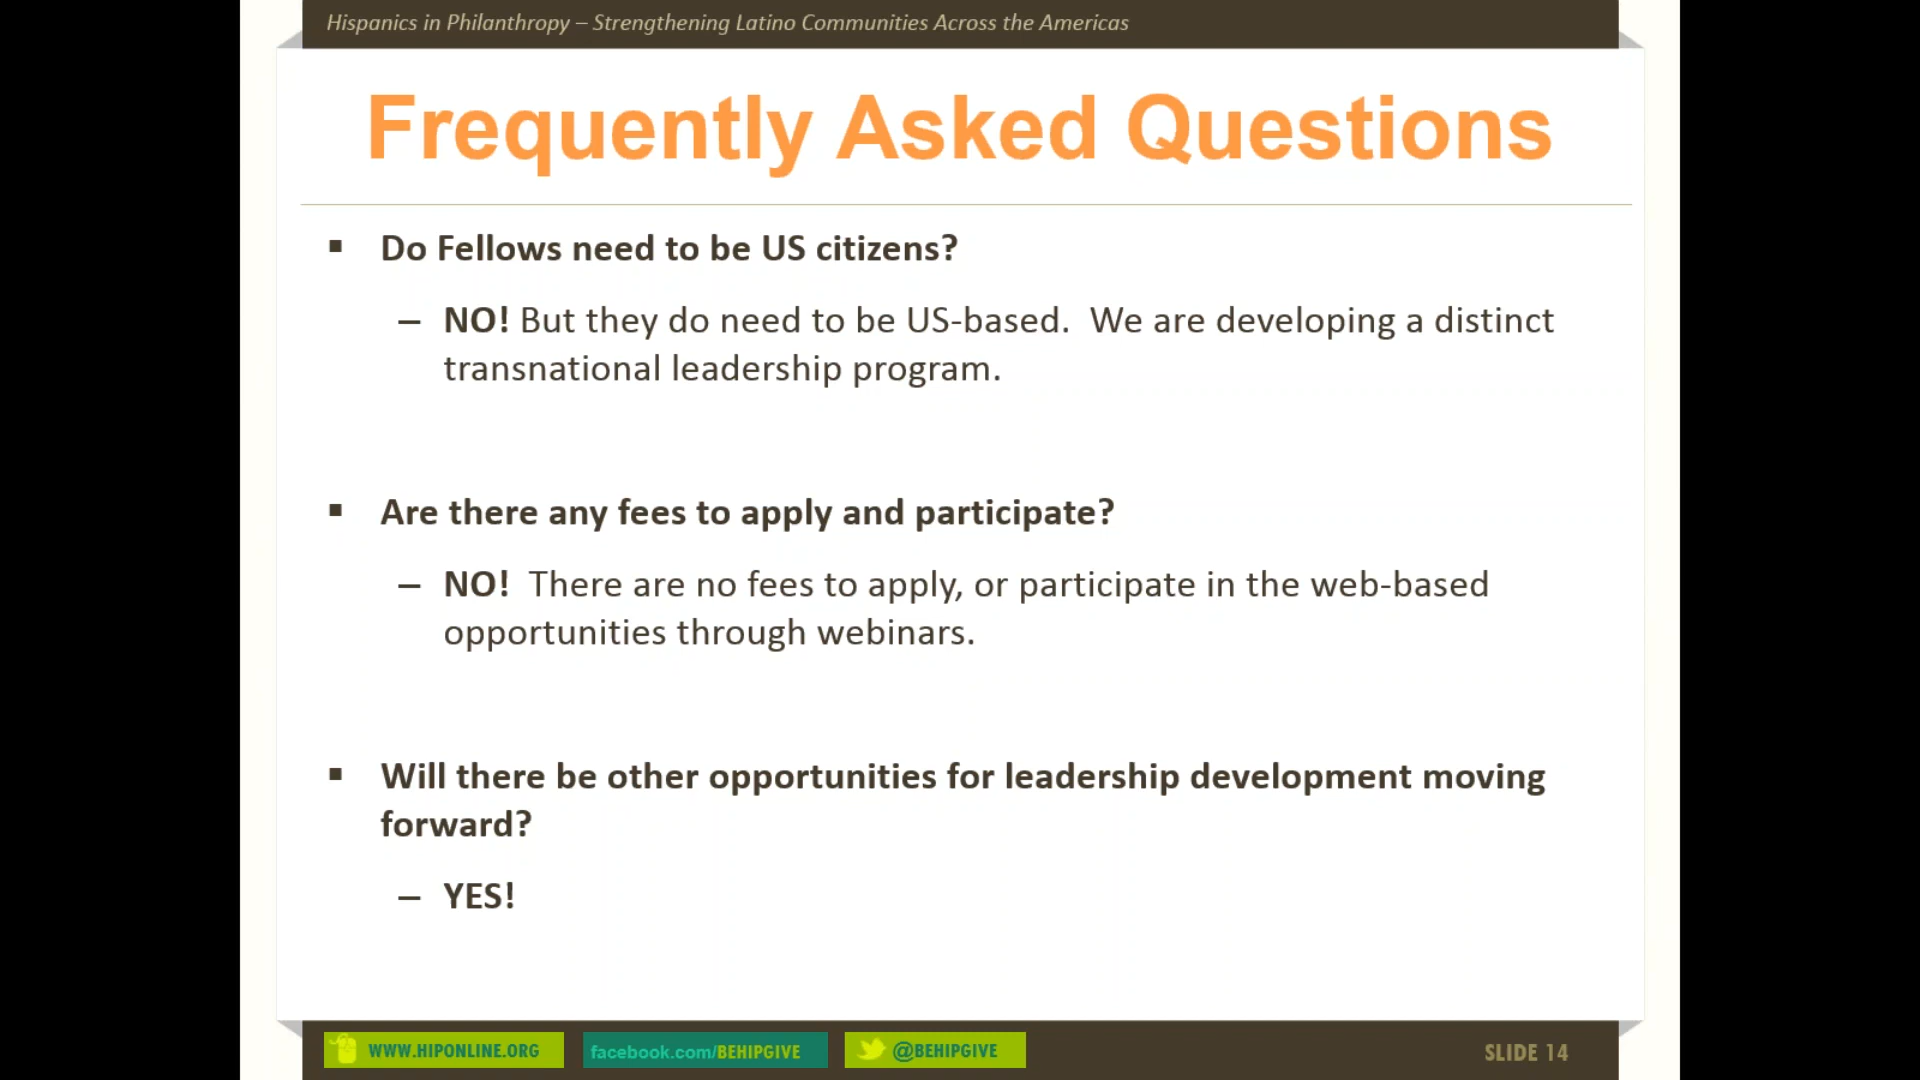 Hispanics in Philanthropy – Strengthening Latino Communities Across the Americas
Frequently Asked Questions
▪ Do Fellows need to be US citizens?
– NO! But they do need to be US-based. We are developing a distinct
transnational leadership program.
▪ Are there any fees to apply and participate?
– NO! There are no fees to apply, or participate in the web-based
opportunities through webinars.
▪ Will there be other opportunities for leadership development moving
forward?
– YES!
WWW.HIPONLINE.ORG facebook.com/BEHIPGIVE @BEHIPGIVE SLIDE 14